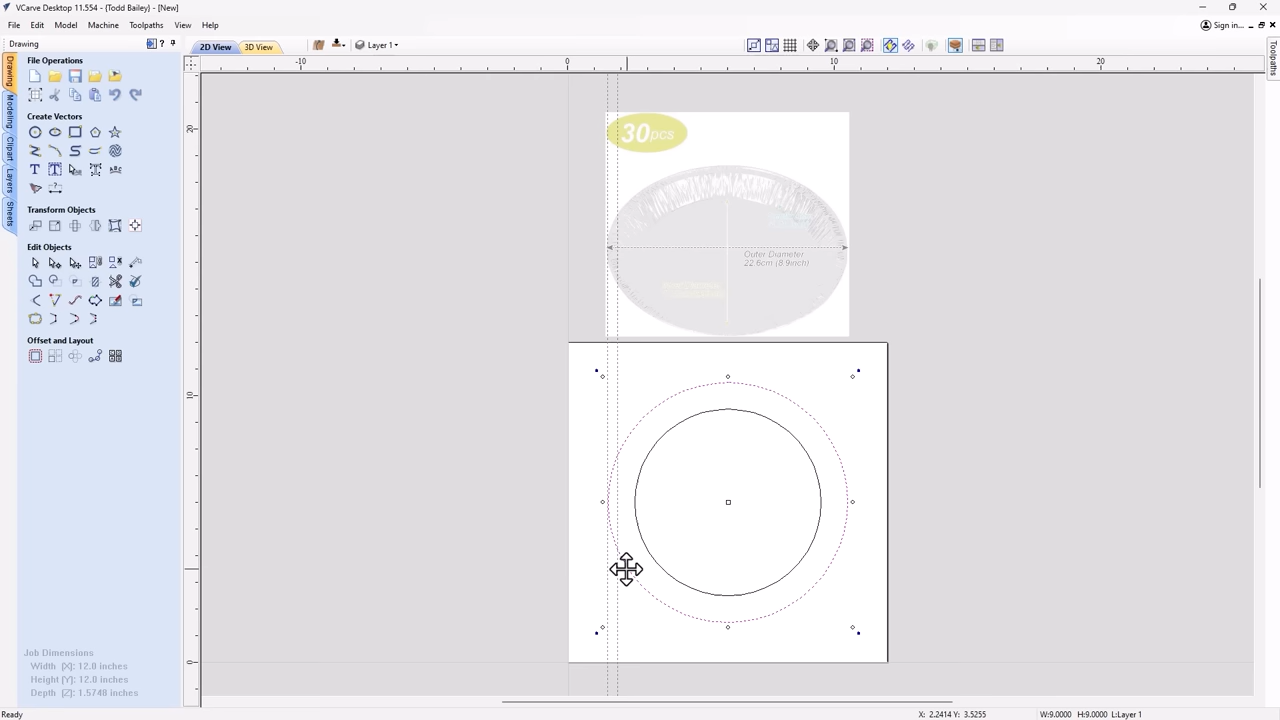 VCarve Desktop 11.554 - {Todd Bailey} - [New]
File Edit Model Machine Toolpaths View Help
Sign in...
Drawing
2D View
3D View
Layer 1
Drawing
Modeling
Clipart
Layers
Sheets
Toolpaths
File Operations
Create Vectors
Transform Objects
Edit Objects
Offset and Layout
-10
0
10
20
20
10
0
30pcs
Outer Diameter
22.6cm (8.9inch)
Job Dimensions
Width (X): 12.0 inches
Height (Y): 12.0 inches
Depth (Z): 1.5748 inches
Ready
X: 2.2414 Y: 3.5255
W:9.0000 H:9.0000 L:Layer 1